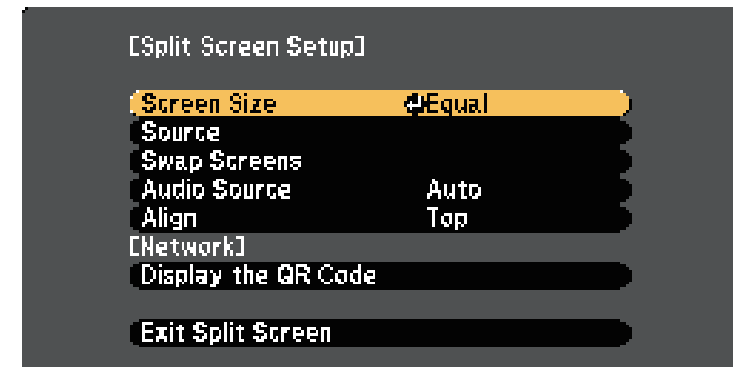 [Split Screen Setup]
Screen Size ↵Equal
Source
Swap Screens
Audio Source Auto
Align Top
[Network]
Display the QR Code
Exit Split Screen